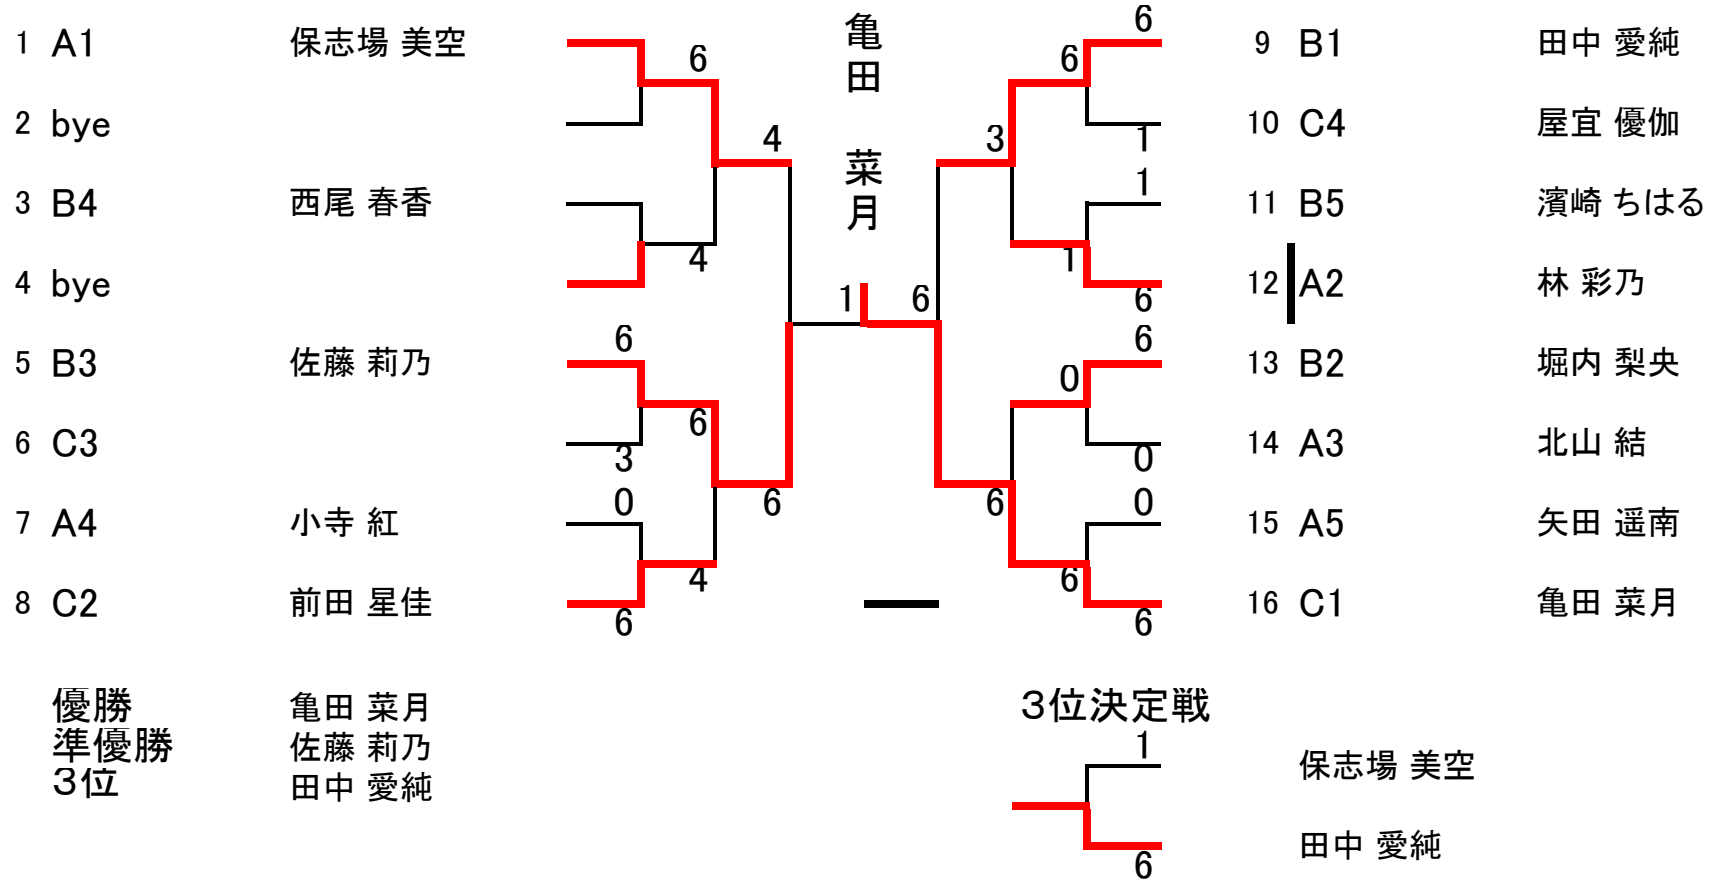 亀田 菜月
1 A1 保志場 美空
6
2 bye
4
3 B4 西尾 春香
4
4 bye
6
5 B3 佐藤 莉乃
6
6 C3
3
6
0
7 A4 小寺 紅
4
8 C2 前田 星佳
6
1 6
6
9 B1 田中 愛純
6
10 C4 屋宜 優伽
1
3
1
11 B5 濱崎 ちはる
1
12 A2 林 彩乃
6
6
13 B2 堀内 梨央
0
14 A3 北山 結
0
6
0
15 A5 矢田 遥南
6
16 C1 亀田 菜月
6
優勝 亀田 菜月
準優勝 佐藤 莉乃
3位 田中 愛純
3位決定戦
1
保志場 美空
田中 愛純
6